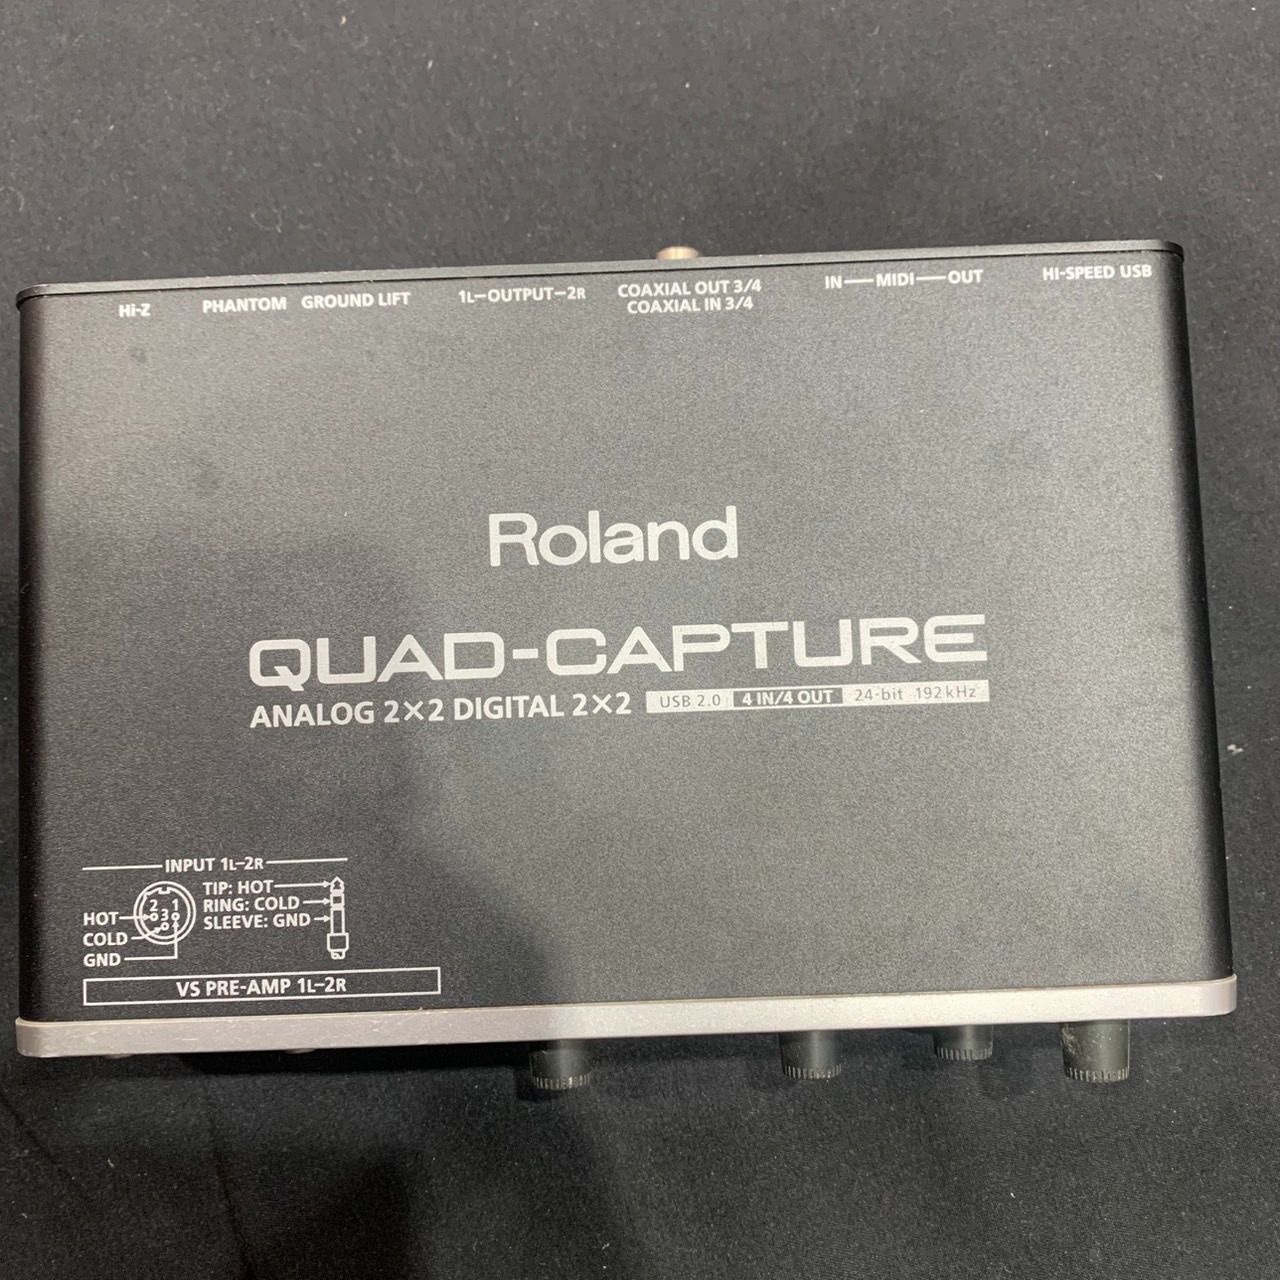 Hi-Z PHANTOM GROUND LIFT 1L-OUTPUT-2R COAXIAL OUT 3/4 IN MIDI OUT HI-SPEED USB
COAXIAL IN 3/4
Roland
QUAD-CAPTURE
ANALOG 2×2 DIGITAL 2×2 USB 2.0 4 IN/4 OUT 24-bit 192kHz
INPUT 1L-2R
TIP: HOT
2 1 RING: COLD
HOT 3 SLEEVE: GND
COLD
GND
VS PRE-AMP 1L-2R